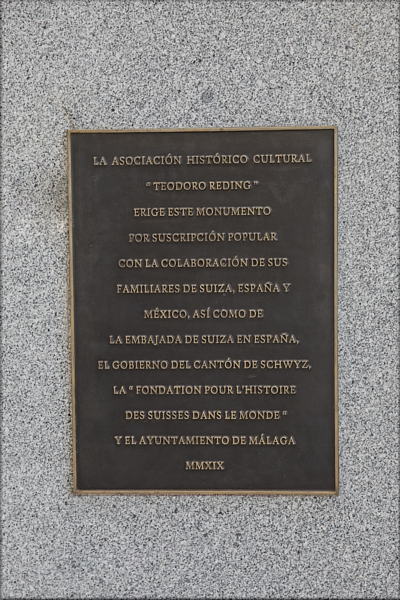 LA ASOCIACIÓN HISTÓRICO CULTURAL
" TEODORO REDING "
ERIGE ESTE MONUMENTO
POR SUSCRIPCIÓN POPULAR
CON LA COLABORACIÓN DE SUS
FAMILIARES DE SUIZA, ESPAÑA Y
MÉXICO, ASÍ COMO DE
LA EMBAJADA DE SUIZA EN ESPAÑA,
EL GOBIERNO DEL CANTÓN DE SCHWYZ,
LA " FONDATION POUR L'HISTOIRE
DES SUISSES DANS LE MONDE "
Y EL AYUNTAMIENTO DE MÁLAGA
MMXIX